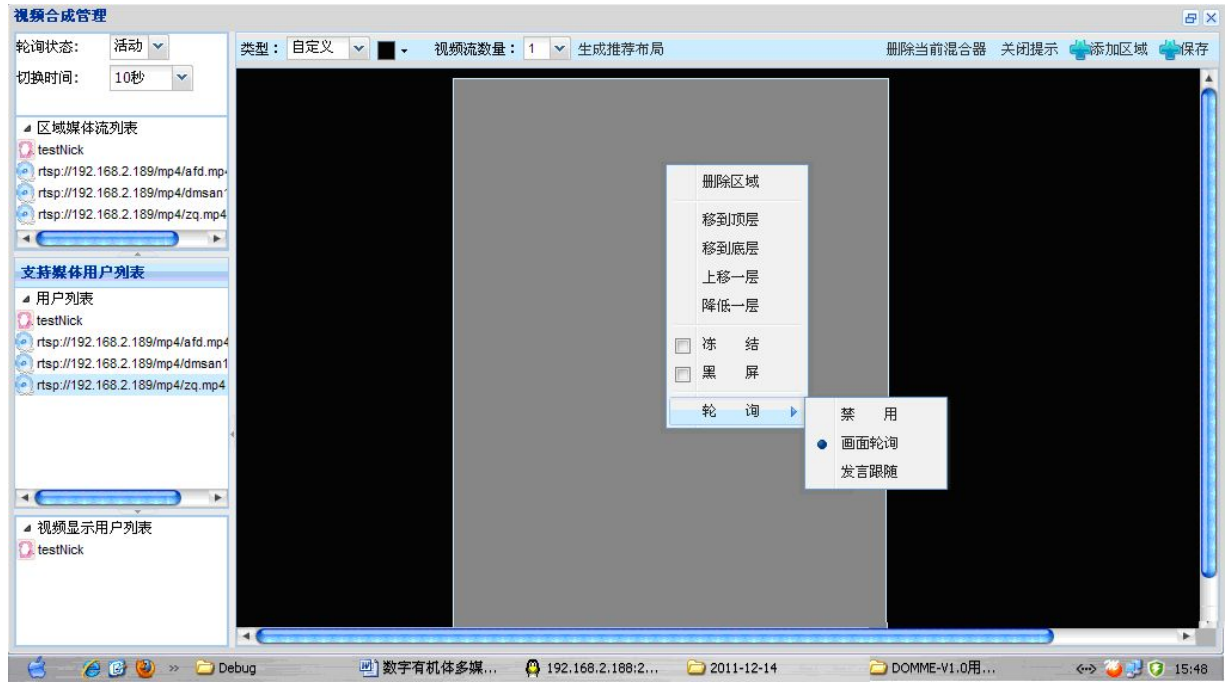 视频合成管理
轮询状态： 活动
切换时间： 10秒
区域媒体流列表
testNick
rtsp://192.168.2.189/mp4/afd.mp
rtsp://192.168.2.189/mp4/dmsan1
rtsp://192.168.2.189/mp4/zq.mp4
支持媒体用户列表
用户列表
testNick
rtsp://192.168.2.189/mp4/afd.mp4
rtsp://192.168.2.189/mp4/dmsan1
rtsp://192.168.2.189/mp4/zq.mp4
视频显示用户列表
testNick
类型： 自定义 视频流数量： 1 生成推荐布局 删除当前混合器 关闭提示 添加区域 保存
删除区域
移到顶层
移到底层
上移一层
降低一层
冻 结
黑 屏
轮 询
禁 用
画面轮询
发言跟随
» Debug 数字有机体多媒... 192.168.2.188:2... 2011-12-14 DOMME-V1.0用... 15:48